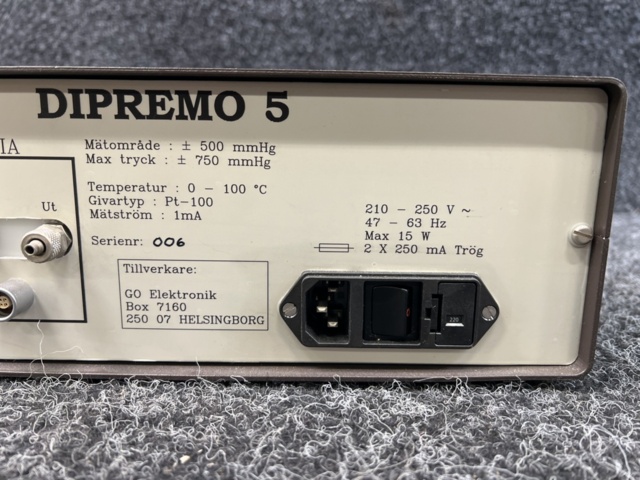 DIPREMO 5
IA
Mätområde : ± 500 mmHg
Max tryck : ± 750 mmHg
Temperatur : 0 – 100 °C
Givartyp : Pt-100
Mätström : 1mA
Ut
Serienr: 006
210 – 250 V ~
47 – 63 Hz
Max 15 W
2 X 250 mA Trög
Tillverkare:
GO Elektronik
Box 7160
250 07 HELSINGBORG
220